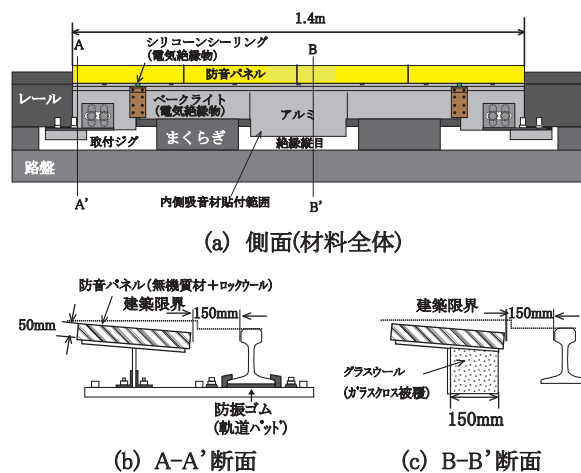 1.4m
A
シリコーンシーリング
(電気絶縁物)
B
防音パネル
レール
ベークライト
(電気絶縁物)
アルミ
取付ジグ
まくらぎ
絶縁継目
路盤
A'
内側吸音材貼付範囲
B'
(a) 側面(材料全体)
防音パネル(無機質材+ロックウール)
建築限界
150mm
50mm
防振ゴム
(軌道パッド)
(b) A-A'断面
建築限界
150mm
グラスウール
(ガラスクロス被覆)
150mm
(c) B-B'断面